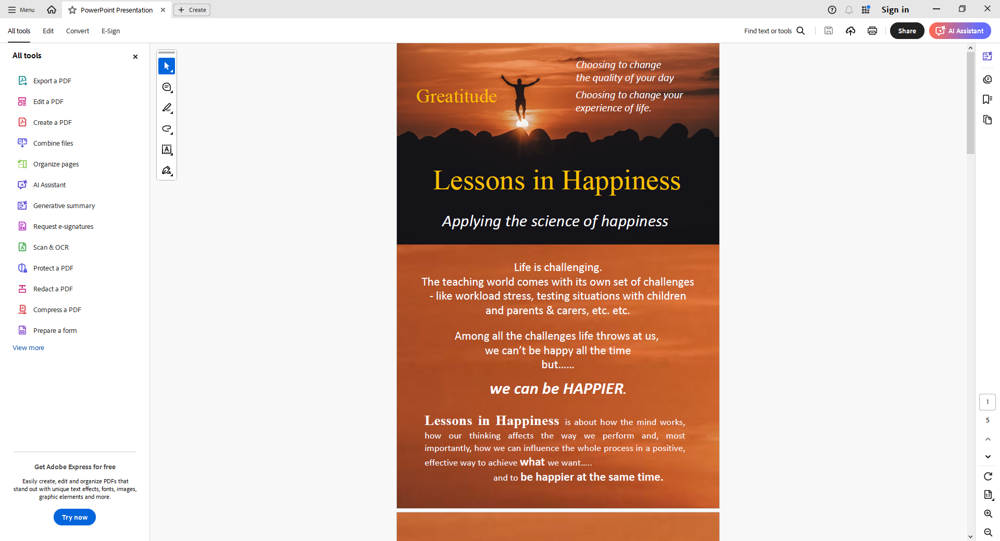 Menu
PowerPoint Presentation
Create
Sign in
All tools
Edit
Convert
E-Sign
Find text or tools
Share
AI Assistant
All tools
Export a PDF
Edit a PDF
Create a PDF
Combine files
Organize pages
AI Assistant
Generative summary
Request e-signatures
Scan & OCR
Protect a PDF
Redact a PDF
Compress a PDF
Prepare a form
View more
Get Adobe Express for free
Easily create, edit and organize PDFs that
stand out with unique text effects, fonts, images,
graphic elements and more.
Try now
Greatitude
Choosing to change
the quality of your day
Choosing to change your
experience of life.
Lessons in Happiness
Applying the science of happiness
Life is challenging.
The teaching world comes with its own set of challenges
- like workload stress, testing situations with children
and parents & carers, etc. etc.
Among all the challenges life throws at us,
we can’t be happy all the time
but……
we can be HAPPIER.
Lessons in Happiness is about how the mind works,
how our thinking affects the way we perform and, most
importantly, how we can influence the whole process in a positive,
effective way to achieve what we want.….
and to be happier at the same time.
1
5
1:1